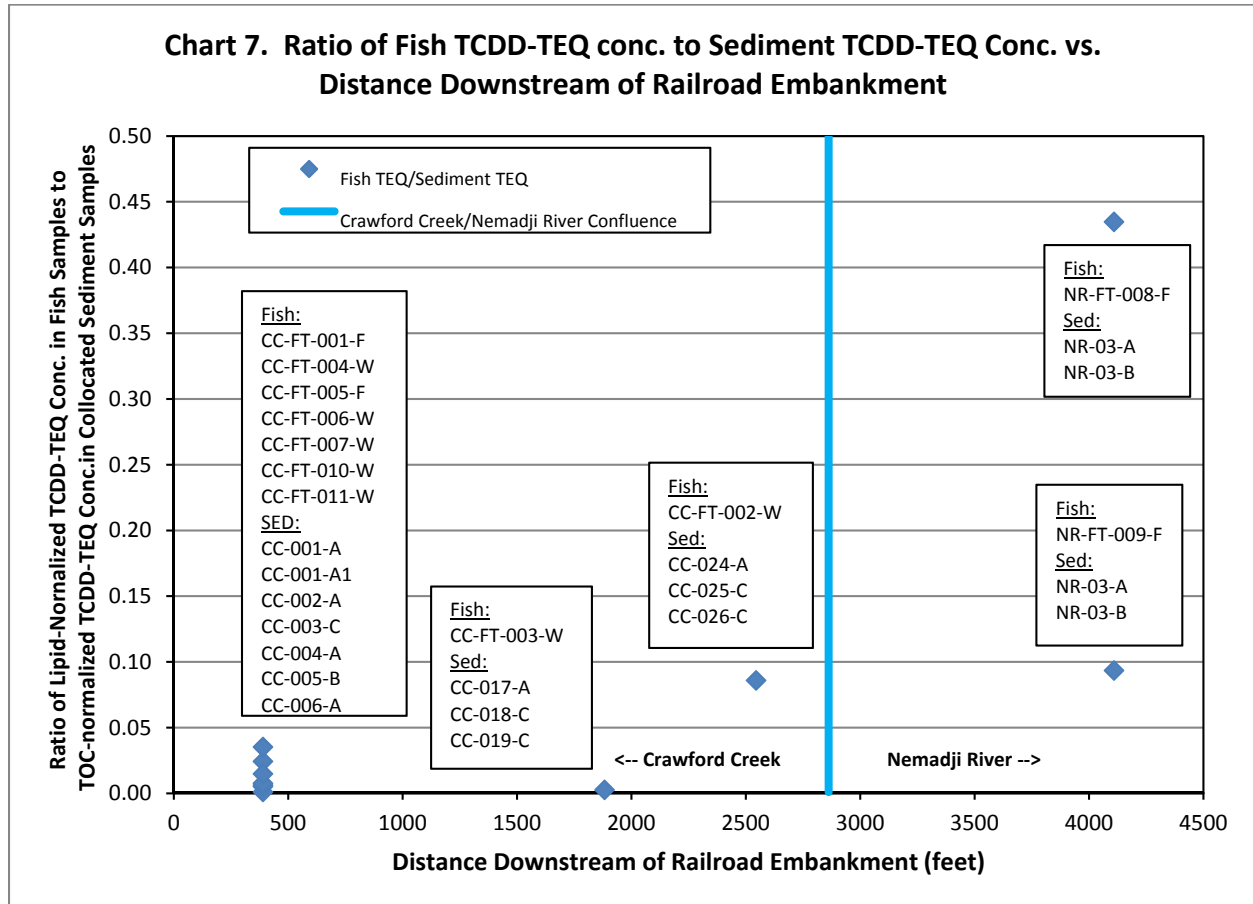 Chart 7. Ratio of Fish TCDD-TEQ conc. to Sediment TCDD-TEQ Conc. vs.
Distance Downstream of Railroad Embankment
Ratio of Lipid-Normalized TCDD-TEQ Conc. in Fish Samples to
TOC-normalized TCDD-TEQ Conc.in Collocated Sediment Samples
0.50
0.45
0.40
0.35
0.30
0.25
0.20
0.15
0.10
0.05
0.00
Fish TEQ/Sediment TEQ
Crawford Creek/Nemadji River Confluence
Fish:
CC-FT-001-F
CC-FT-004-W
CC-FT-005-F
CC-FT-006-W
CC-FT-007-W
CC-FT-010-W
CC-FT-011-W
SED:
CC-001-A
CC-001-A1
CC-002-A
CC-003-C
CC-004-A
CC-005-B
CC-006-A
Fish:
CC-FT-003-W
Sed:
CC-017-A
CC-018-C
CC-019-C
Fish:
CC-FT-002-W
Sed:
CC-024-A
CC-025-C
CC-026-C
Fish:
NR-FT-008-F
Sed:
NR-03-A
NR-03-B
Fish:
NR-FT-009-F
Sed:
NR-03-A
NR-03-B
<-- Crawford Creek
Nemadji River -->
0 500 1000 1500 2000 2500 3000 3500 4000 4500
Distance Downstream of Railroad Embankment (feet)